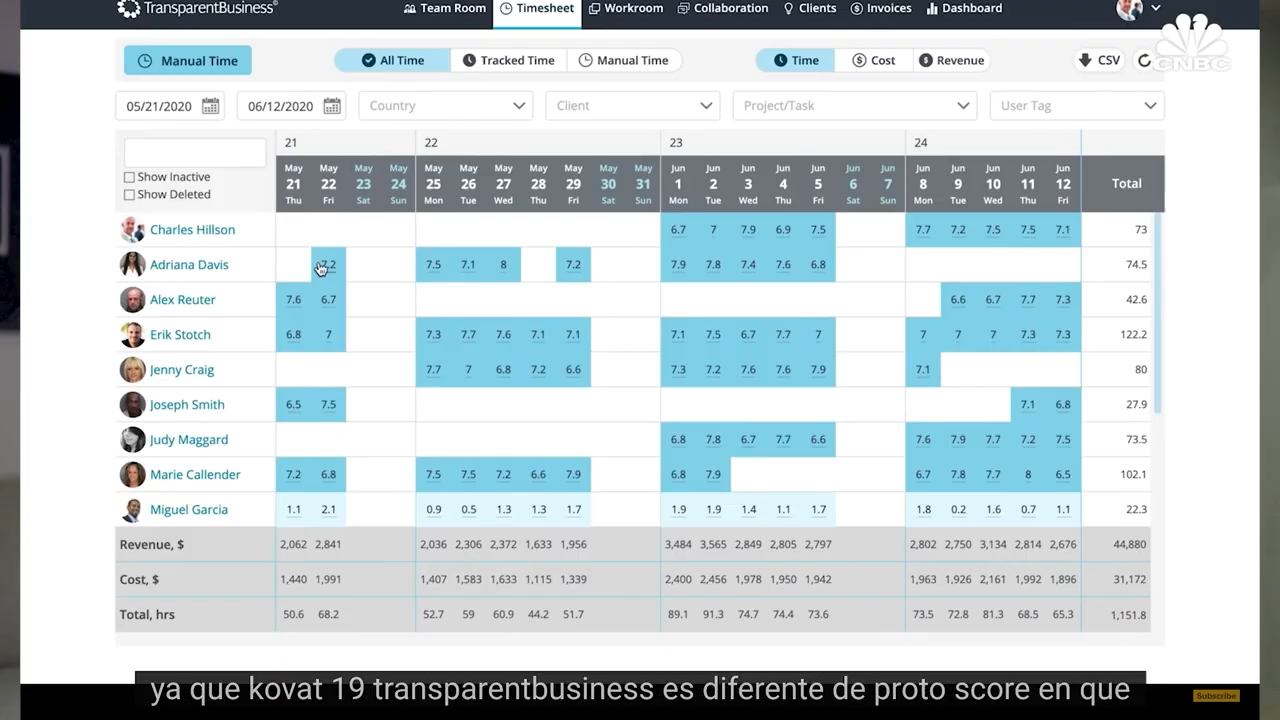 TransparentBusiness®
Team Room Timesheet Workroom Collaboration Clients Invoices Dashboard
CNBC
Manual Time All Time Tracked Time Manual Time Time Cost Revenue CSV
05/21/2020 06/12/2020 Country Client Project/Task User Tag
21 22 23 24
Show Inactive
Show Deleted
May May May May May May May May May May May Jun Jun Jun Jun Jun Jun Jun Jun Jun Jun Jun Jun
21 22 23 24 25 26 27 28 29 30 31 1 2 3 4 5 6 7 8 9 10 11 12 Total
Thu Fri Sat Sun Mon Tue Wed Thu Fri Sat Sun Mon Tue Wed Thu Fri Sat Sun Mon Tue Wed Thu Fri
Charles Hillson 6.7 7 7.9 6.9 7.5 7.7 7.2 7.5 7.5 7.1 73
Adriana Davis 7.2 7.5 7.1 8 7.2 7.9 7.8 7.4 7.6 6.8 74.5
Alex Reuter 7.6 6.7 6.6 6.7 7.7 7.3 42.6
Erik Stotch 6.8 7 7.3 7.7 7.6 7.1 7.1 7.1 7.5 6.7 7.7 7 7 7 7 7.3 7.3 122.2
Jenny Craig 7.7 7 6.8 7.2 6.6 7.3 7.2 7.6 7.6 7.9 7.1 80
Joseph Smith 6.5 7.5 7.1 6.8 27.9
Judy Maggard 6.8 7.8 6.7 7.7 6.6 7.6 7.9 7.7 7.2 7.5 73.5
Marie Callender 7.2 6.8 7.5 7.5 7.2 6.6 7.9 6.8 7.9 6.7 7.8 7.7 8 6.5 102.1
Miguel Garcia 1.1 2.1 0.9 0.5 1.3 1.3 1.7 1.9 1.9 1.4 1.1 1.7 1.8 0.2 1.6 0.7 1.1 22.3
Revenue, $ 2,062 2,841 2,036 2,306 2,372 1,633 1,956 3,484 3,565 2,849 2,805 2,797 2,802 2,750 3,134 2,814 2,676 44,880
Cost, $ 1,440 1,991 1,407 1,583 1,633 1,115 1,339 2,400 2,456 1,978 1,950 1,942 1,963 1,926 2,161 1,992 1,896 31,172
Total, hrs 50.6 68.2 52.7 59 60.9 44.2 51.7 89.1 91.3 74.7 74.4 73.6 73.5 72.8 81.3 68.5 65.3 1,151.8
ya que kovat 19 transparentbusiness es diferente de proto score en que
Subscribe